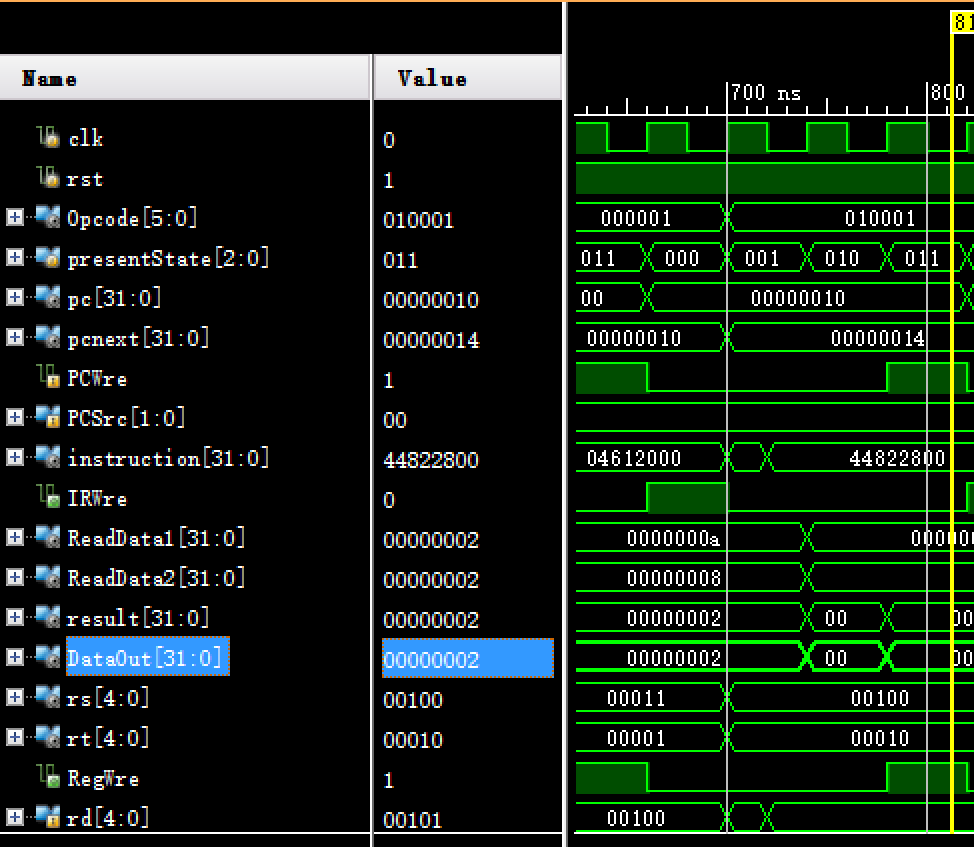 81
700 ns 800
Name Value
clk 0
rst 1
Opcode[5:0] 010001 000001 010001
presentState[2:0] 011 011 000 001 010 011
pc[31:0] 00000010 00 00000010
pcnext[31:0] 00000014 00000010 00000014
PCWre 1
PCSrc[1:0] 00
instruction[31:0] 44822800 04612000 44822800
IRWre 0
ReadData1[31:0] 00000002 0000000a 00000
ReadData2[31:0] 00000002 00000008
result[31:0] 00000002 00000002 00 00
DataOut[31:0] 00000002 00000002 00 00
rs[4:0] 00100 00011 00100
rt[4:0] 00010 00001 00010
RegWre 1
rd[4:0] 00101 00100